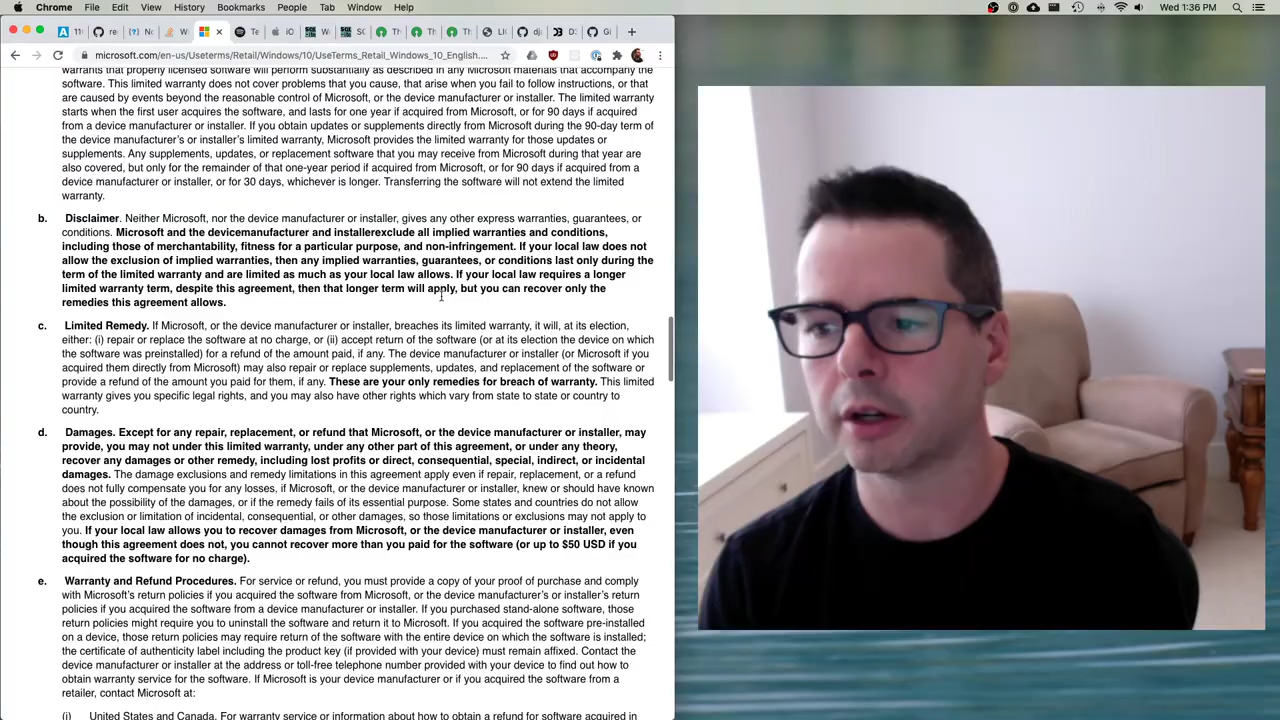 Chrome File Edit View History Bookmarks People Tab Window Help Wed 1:36 PM
microsoft.com/en-us/Useterms/Retail/Windows/10/UseTerms_Retail_Windows_10_English....
warrants that properly licensed software will perform substantially as described in any Microsoft materials that accompany the
software. This limited warranty does not cover problems that you cause, that arise when you fail to follow instructions, or that
are caused by events beyond the reasonable control of Microsoft, or the device manufacturer or installer. The limited warranty
starts when the first user acquires the software, and lasts for one year if acquired from Microsoft, or for 90 days if acquired
from a device manufacturer or installer. If you obtain updates or supplements directly from Microsoft during the 90-day term of
the device manufacturer's or installer's limited warranty, Microsoft provides the limited warranty for those updates or
supplements. Any supplements, updates, or replacement software that you may receive from Microsoft during that year are
also covered, but only for the remainder of that one-year period if acquired from Microsoft, or for 90 days if acquired from a
device manufacturer or installer, or for 30 days, whichever is longer. Transferring the software will not extend the limited
warranty.
b. Disclaimer. Neither Microsoft, nor the device manufacturer or installer, gives any other express warranties, guarantees, or
conditions. Microsoft and the devicemanufacturer and installerexclude all implied warranties and conditions,
including those of merchantability, fitness for a particular purpose, and non-infringement. If your local law does not
allow the exclusion of implied warranties, then any implied warranties, guarantees, or conditions last only during the
term of the limited warranty and are limited as much as your local law allows. If your local law requires a longer
limited warranty term, despite this agreement, then that longer term will apply, but you can recover only the
remedies this agreement allows.
c. Limited Remedy. If Microsoft, or the device manufacturer or installer, breaches its limited warranty, it will, at its election,
either: (i) repair or replace the software at no charge, or (ii) accept return of the software (or at its election the device on which
the software was preinstalled) for a refund of the amount paid, if any. The device manufacturer or installer (or Microsoft if you
acquired them directly from Microsoft) may also repair or replace supplements, updates, and replacement of the software or
provide a refund of the amount you paid for them, if any. These are your only remedies for breach of warranty. This limited
warranty gives you specific legal rights, and you may also have other rights which vary from state to state or country to
country.
d. Damages. Except for any repair, replacement, or refund that Microsoft, or the device manufacturer or installer, may
provide, you may not under this limited warranty, under any other part of this agreement, or under any theory,
recover any damages or other remedy, including lost profits or direct, consequential, special, indirect, or incidental
damages. The damage exclusions and remedy limitations in this agreement apply even if repair, replacement, or a refund
does not fully compensate you for any losses, if Microsoft, or the device manufacturer or installer, knew or should have known
about the possibility of the damages, or if the remedy fails of its essential purpose. Some states and countries do not allow
the exclusion or limitation of incidental, consequential, or other damages, so those limitations or exclusions may not apply to
you. If your local law allows you to recover damages from Microsoft, or the device manufacturer or installer, even
though this agreement does not, you cannot recover more than you paid for the software (or up to $50 USD if you
acquired the software for no charge).
e. Warranty and Refund Procedures. For service or refund, you must provide a copy of your proof of purchase and comply
with Microsoft's return policies if you acquired the software from Microsoft, or the device manufacturer's or installer's return
policies if you acquired the software from a device manufacturer or installer. If you purchased stand-alone software, those
return policies might require you to uninstall the software and return it to Microsoft. If you acquired the software pre-installed
on a device, those return policies may require return of the software with the entire device on which the software is installed;
the certificate of authenticity label including the product key (if provided with your device) must remain affixed. Contact the
device manufacturer or installer at the address or toll-free telephone number provided with your device to find out how to
obtain warranty service for the software. If Microsoft is your device manufacturer or if you acquired the software from a
retailer, contact Microsoft at:
(i) United States and Canada. For warranty service or information about how to obtain a refund for software acquired in